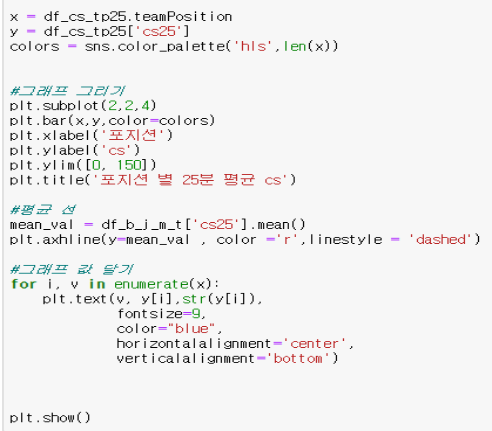 x = df_cs_tp25.teamPosition
y = df_cs_tp25['cs25']
colors = sns.color_palette('hls',len(x))
#그래프 그리기
plt.subplot(2,2,4)
plt.bar(x,y,color=colors)
plt.xlabel('포지션')
plt.ylabel('cs')
plt.ylim([0, 150])
plt.title('포지션 별 25분 평균 cs')
#평균 선
mean_val = df_b_j_m_t['cs25'].mean()
plt.axhline(y=mean_val , color ='r',linestyle = 'dashed')
#그래프 값 달기
for i, v in enumerate(x):
    plt.text(v, y[i],str(y[i]),
             fontsize=9,
             color="blue",
             horizontalalignment='center',
             verticalalignment='bottom')
plt.show()